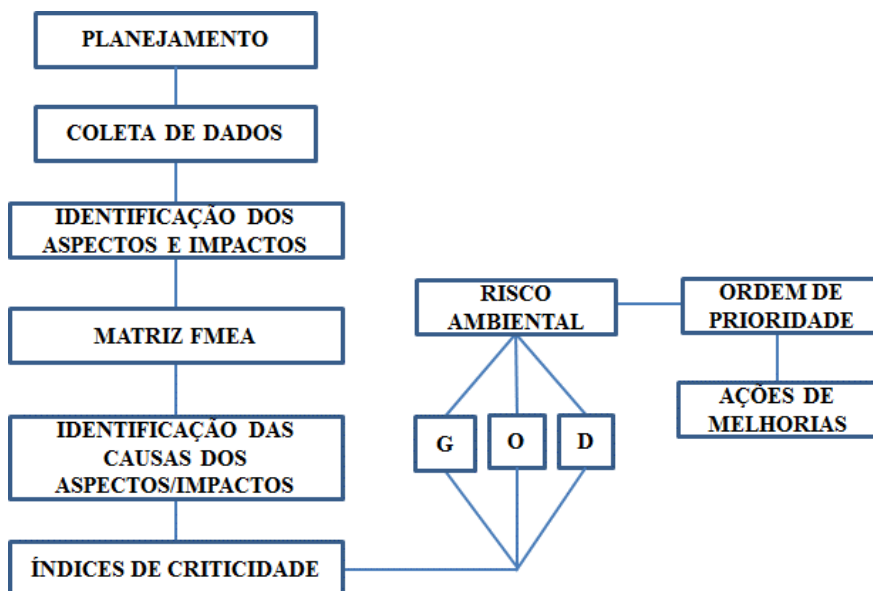 PLANEJAMENTO
COLETA DE DADOS
IDENTIFICAÇÃO DOS
ASPECTOS E IMPACTOS
MATRIZ FMEA
IDENTIFICAÇÃO DAS
CAUSAS DOS
ASPECTOS/IMPACTOS
ÍNDICES DE CRITICIDADE
G
O
D
RISCO
AMBIENTAL
ORDEM DE
PRIORIDADE
AÇÕES DE
MELHORIAS